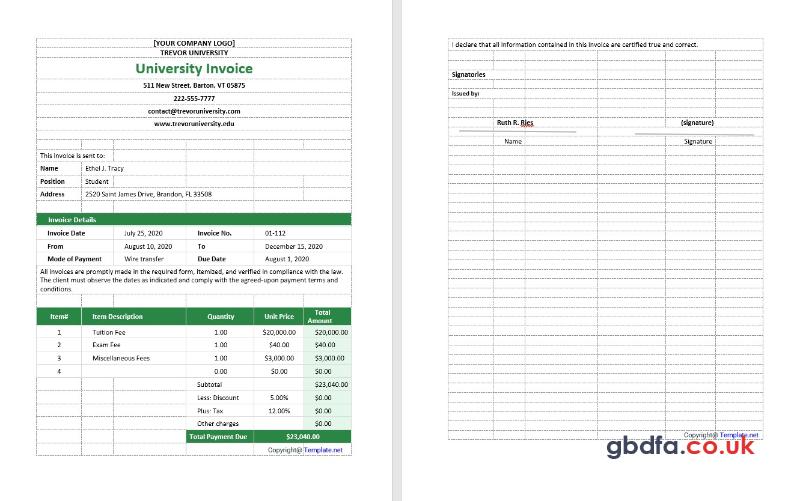 [YOUR COMPANY LOGO]
TREVOR UNIVERSITY
University Invoice
511 New Street, Barton, VT 05875
222-555-7777
contact@trevoruniversity.com
www.trevoruniversity.edu
This invoice is sent to:
Name Ethel J. Tracy
Position Student
Address 2520 Saint James Drive, Brandon, FL 33508
Invoice Details
Invoice Date July 25, 2020 Invoice No. 01-112
From August 10, 2020 To December 15, 2020
Mode of Payment Wire transfer Due Date August 1, 2020
All invoices are promptly made in the required form, itemized, and verified in compliance with the law.
The client must observe the dates as indicated and comply with the agreed-upon payment terms and
conditions.
Item# Item Description Quantity Unit Price Total Amount
1 Tuition Fee 1.00 $20,000.00 $20,000.00
2 Exam Fee 1.00 $40.00 $40.00
3 Miscellaneous Fees 1.00 $3,000.00 $3,000.00
4 0.00 $0.00 $0.00
Subtotal $23,040.00
Less: Discount 5.00% $0.00
Plus: Tax 12.00% $0.00
Other charges $0.00
Total Payment Due $23,040.00
Copyright@ Template.net
I declare that all information contained in this invoice are certified true and correct.
Signatories
Issued by:
Ruth R. Ries (signature)
Name Signature
Copyright@ Template.net
gbdfa.co.uk